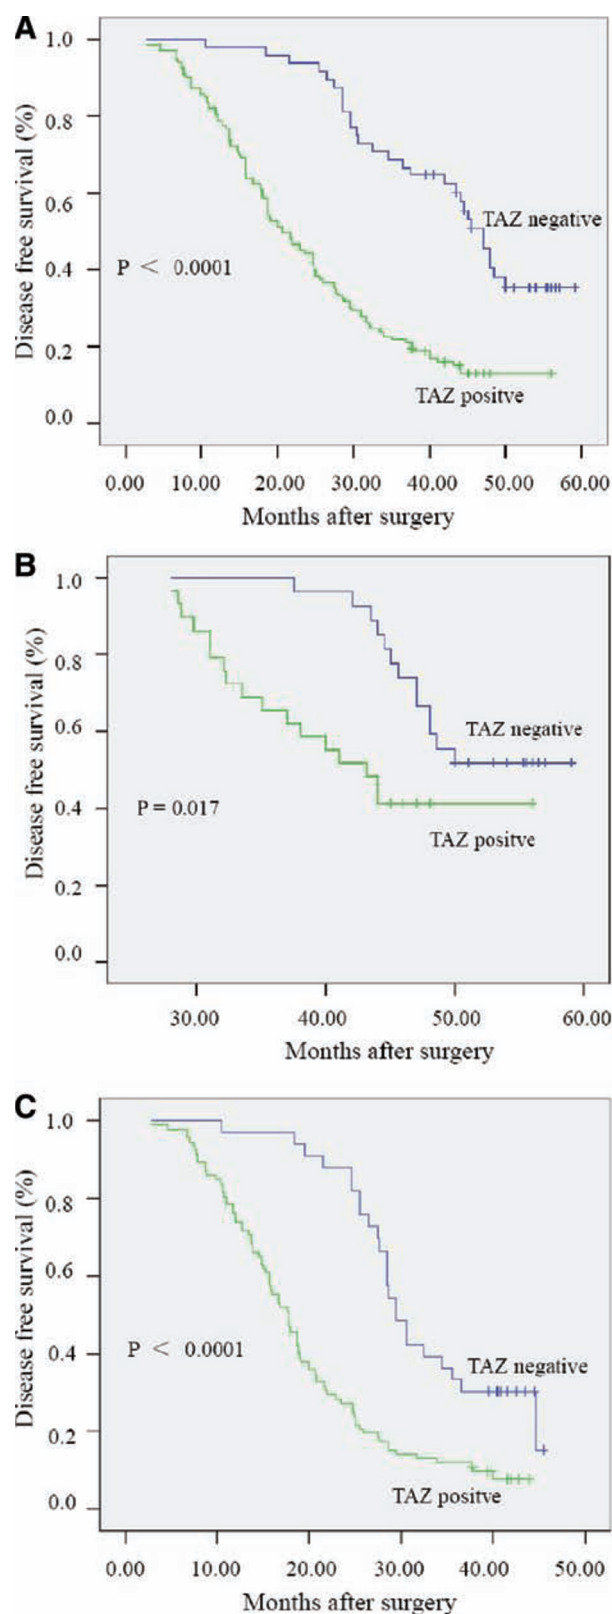 A
Disease free survival (%)
1.0
0.8
0.6
0.4
0.2
0.0
TAZ negative
P < 0.0001
TAZ positve
0.00 10.00 20.00 30.00 40.00 50.00 60.00
Months after surgery
B
Disease free survival (%)
1.0
0.8
0.6
0.4
0.2
0.0
TAZ negative
P = 0.017
TAZ positve
30.00 40.00 50.00 60.00
Months after surgery
C
Disease free survival (%)
1.0
0.8
0.6
0.4
0.2
0.0
P < 0.0001
TAZ negative
TAZ positve
0.00 10.00 20.00 30.00 40.00 50.00
Months after surgery